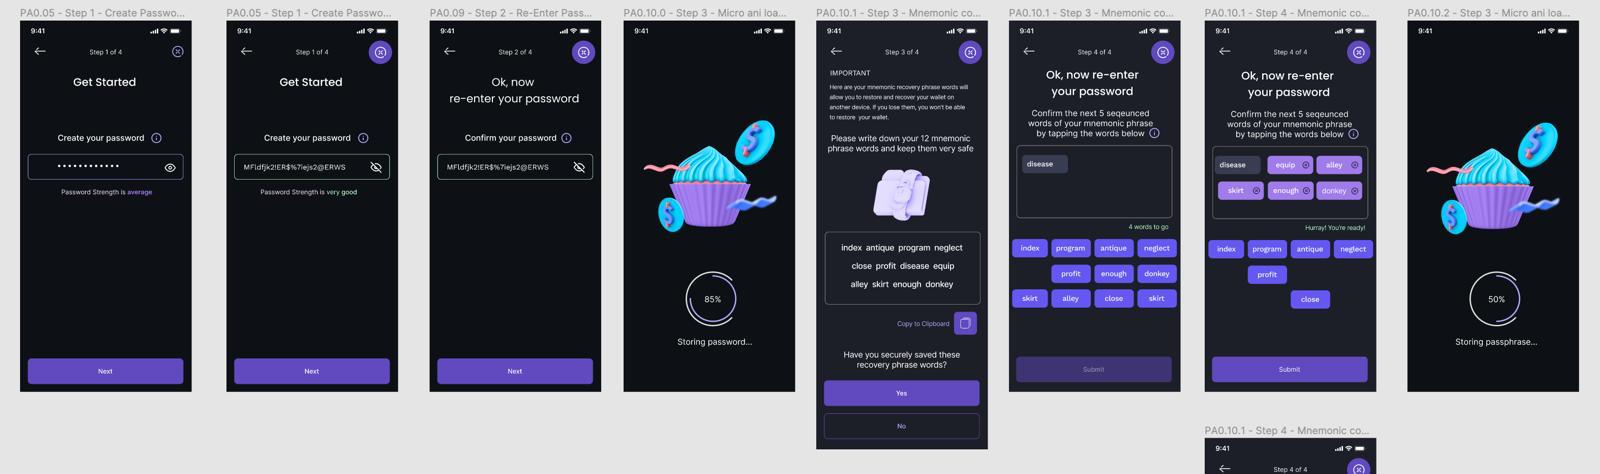 PA0.05 - Step 1 - Create Passwo...
9:41
Step 1 of 4
Get Started
Create your password
Password Strength is average
Next
PA0.05 - Step 1 - Create Passwo...
9:41
Step 1 of 4
Get Started
Create your password
MFldfjk2!ER$%7iejs2@ERWS
Password Strength is very good
Next
PA0.09 - Step 2 - Re-Enter Pass...
9:41
Step 2 of 4
Ok, now
re-enter your password
Confirm your password
MFldfjk2!ER$%7iejs2@ERWS
Next
PA0.10.0 - Step 3 - Micro ani loa...
9:41
85%
Storing password...
PA0.10.1 - Step 3 - Mnemonic co...
9:41
Step 3 of 4
IMPORTANT
Here are your mnemonic recovery phrase words will
allow you to restore and recover your wallet on
another device. If you lose them, you won't be able
to restore your wallet.
Please write down your 12 mnemonic
phrase words and keep them very safe
index antique program neglect
close profit disease equip
alley skirt enough donkey
Copy to Clipboard
Have you securely saved these
recovery phrase words?
Yes
No
PA0.10.1 - Step 3 - Mnemonic co...
9:41
Step 4 of 4
Ok, now re-enter
your password
Confirm the next 5 seqeunced
words of your mnemonic phrase
by tapping the words below
disease
4 words to go
index program antique neglect
profit enough donkey
skirt alley close skirt
Submit
PA0.10.1 - Step 4 - Mnemonic co...
9:41
Step 4 of 4
Ok, now re-enter
your password
Confirm the next 5 seqeunced
words of your mnemonic phrase
by tapping the words below
disease equip alley
skirt enough donkey
Hurray! You're ready!
index program antique neglect
profit
close
Submit
PA0.10.2 - Step 3 - Micro ani loa...
9:41
50%
Storing passphrase...
PA0.10.1 - Step 4 - Mnemonic co...
9:41
Step 4 of 4